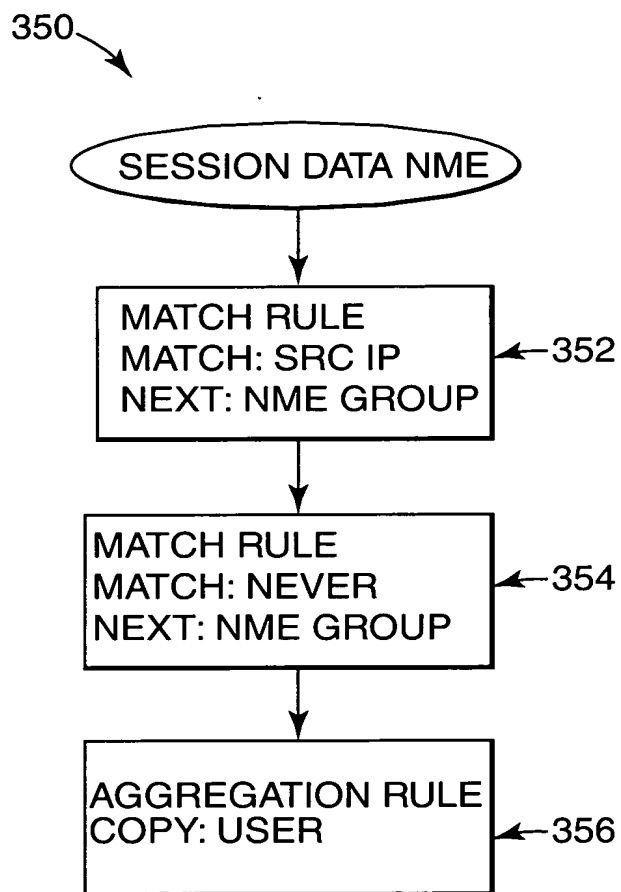 350
SESSION DATA NME
MATCH RULE
MATCH: SRC IP
NEXT: NME GROUP
352
MATCH RULE
MATCH: NEVER
NEXT: NME GROUP
354
AGGREGATION RULE
COPY: USER
356